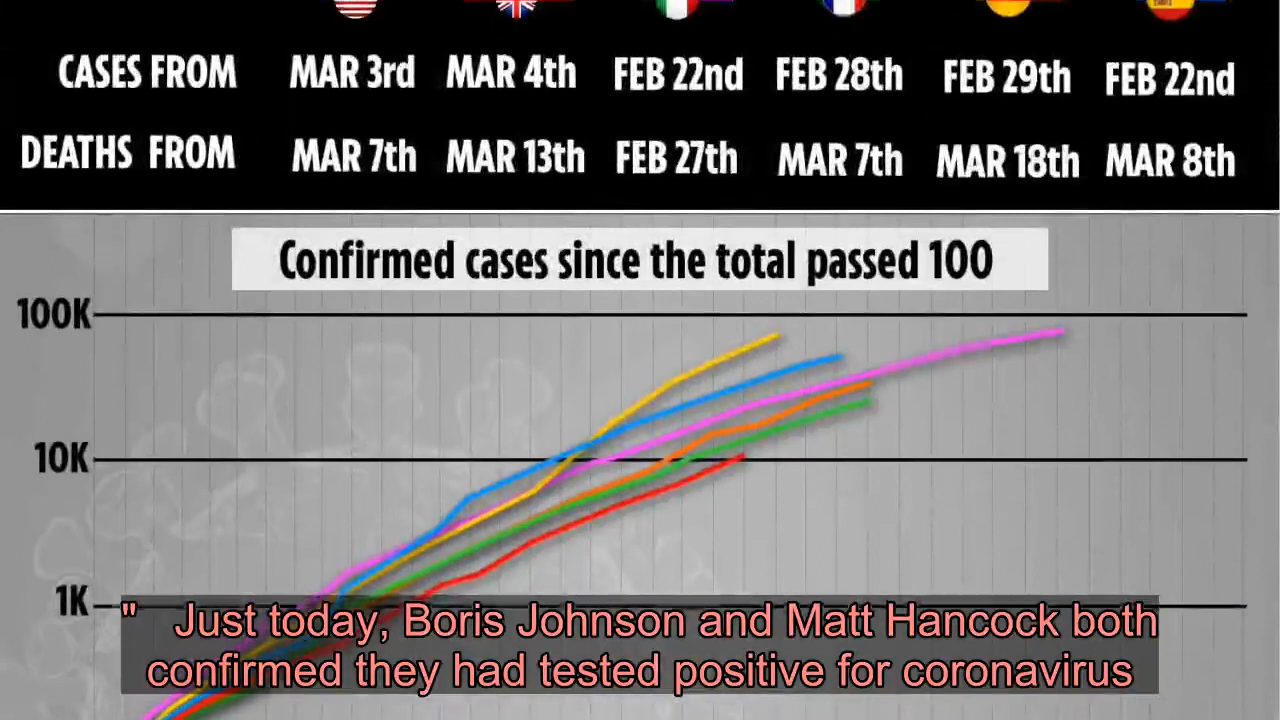 CASES FROM MAR 3rd MAR 4th FEB 22nd FEB 28th FEB 29th FEB 22nd
DEATHS FROM MAR 7th MAR 13th FEB 27th MAR 7th MAR 18th MAR 8th
Confirmed cases since the total passed 100
100K
10K
1K
" Just today, Boris Johnson and Matt Hancock both
confirmed they had tested positive for coronavirus